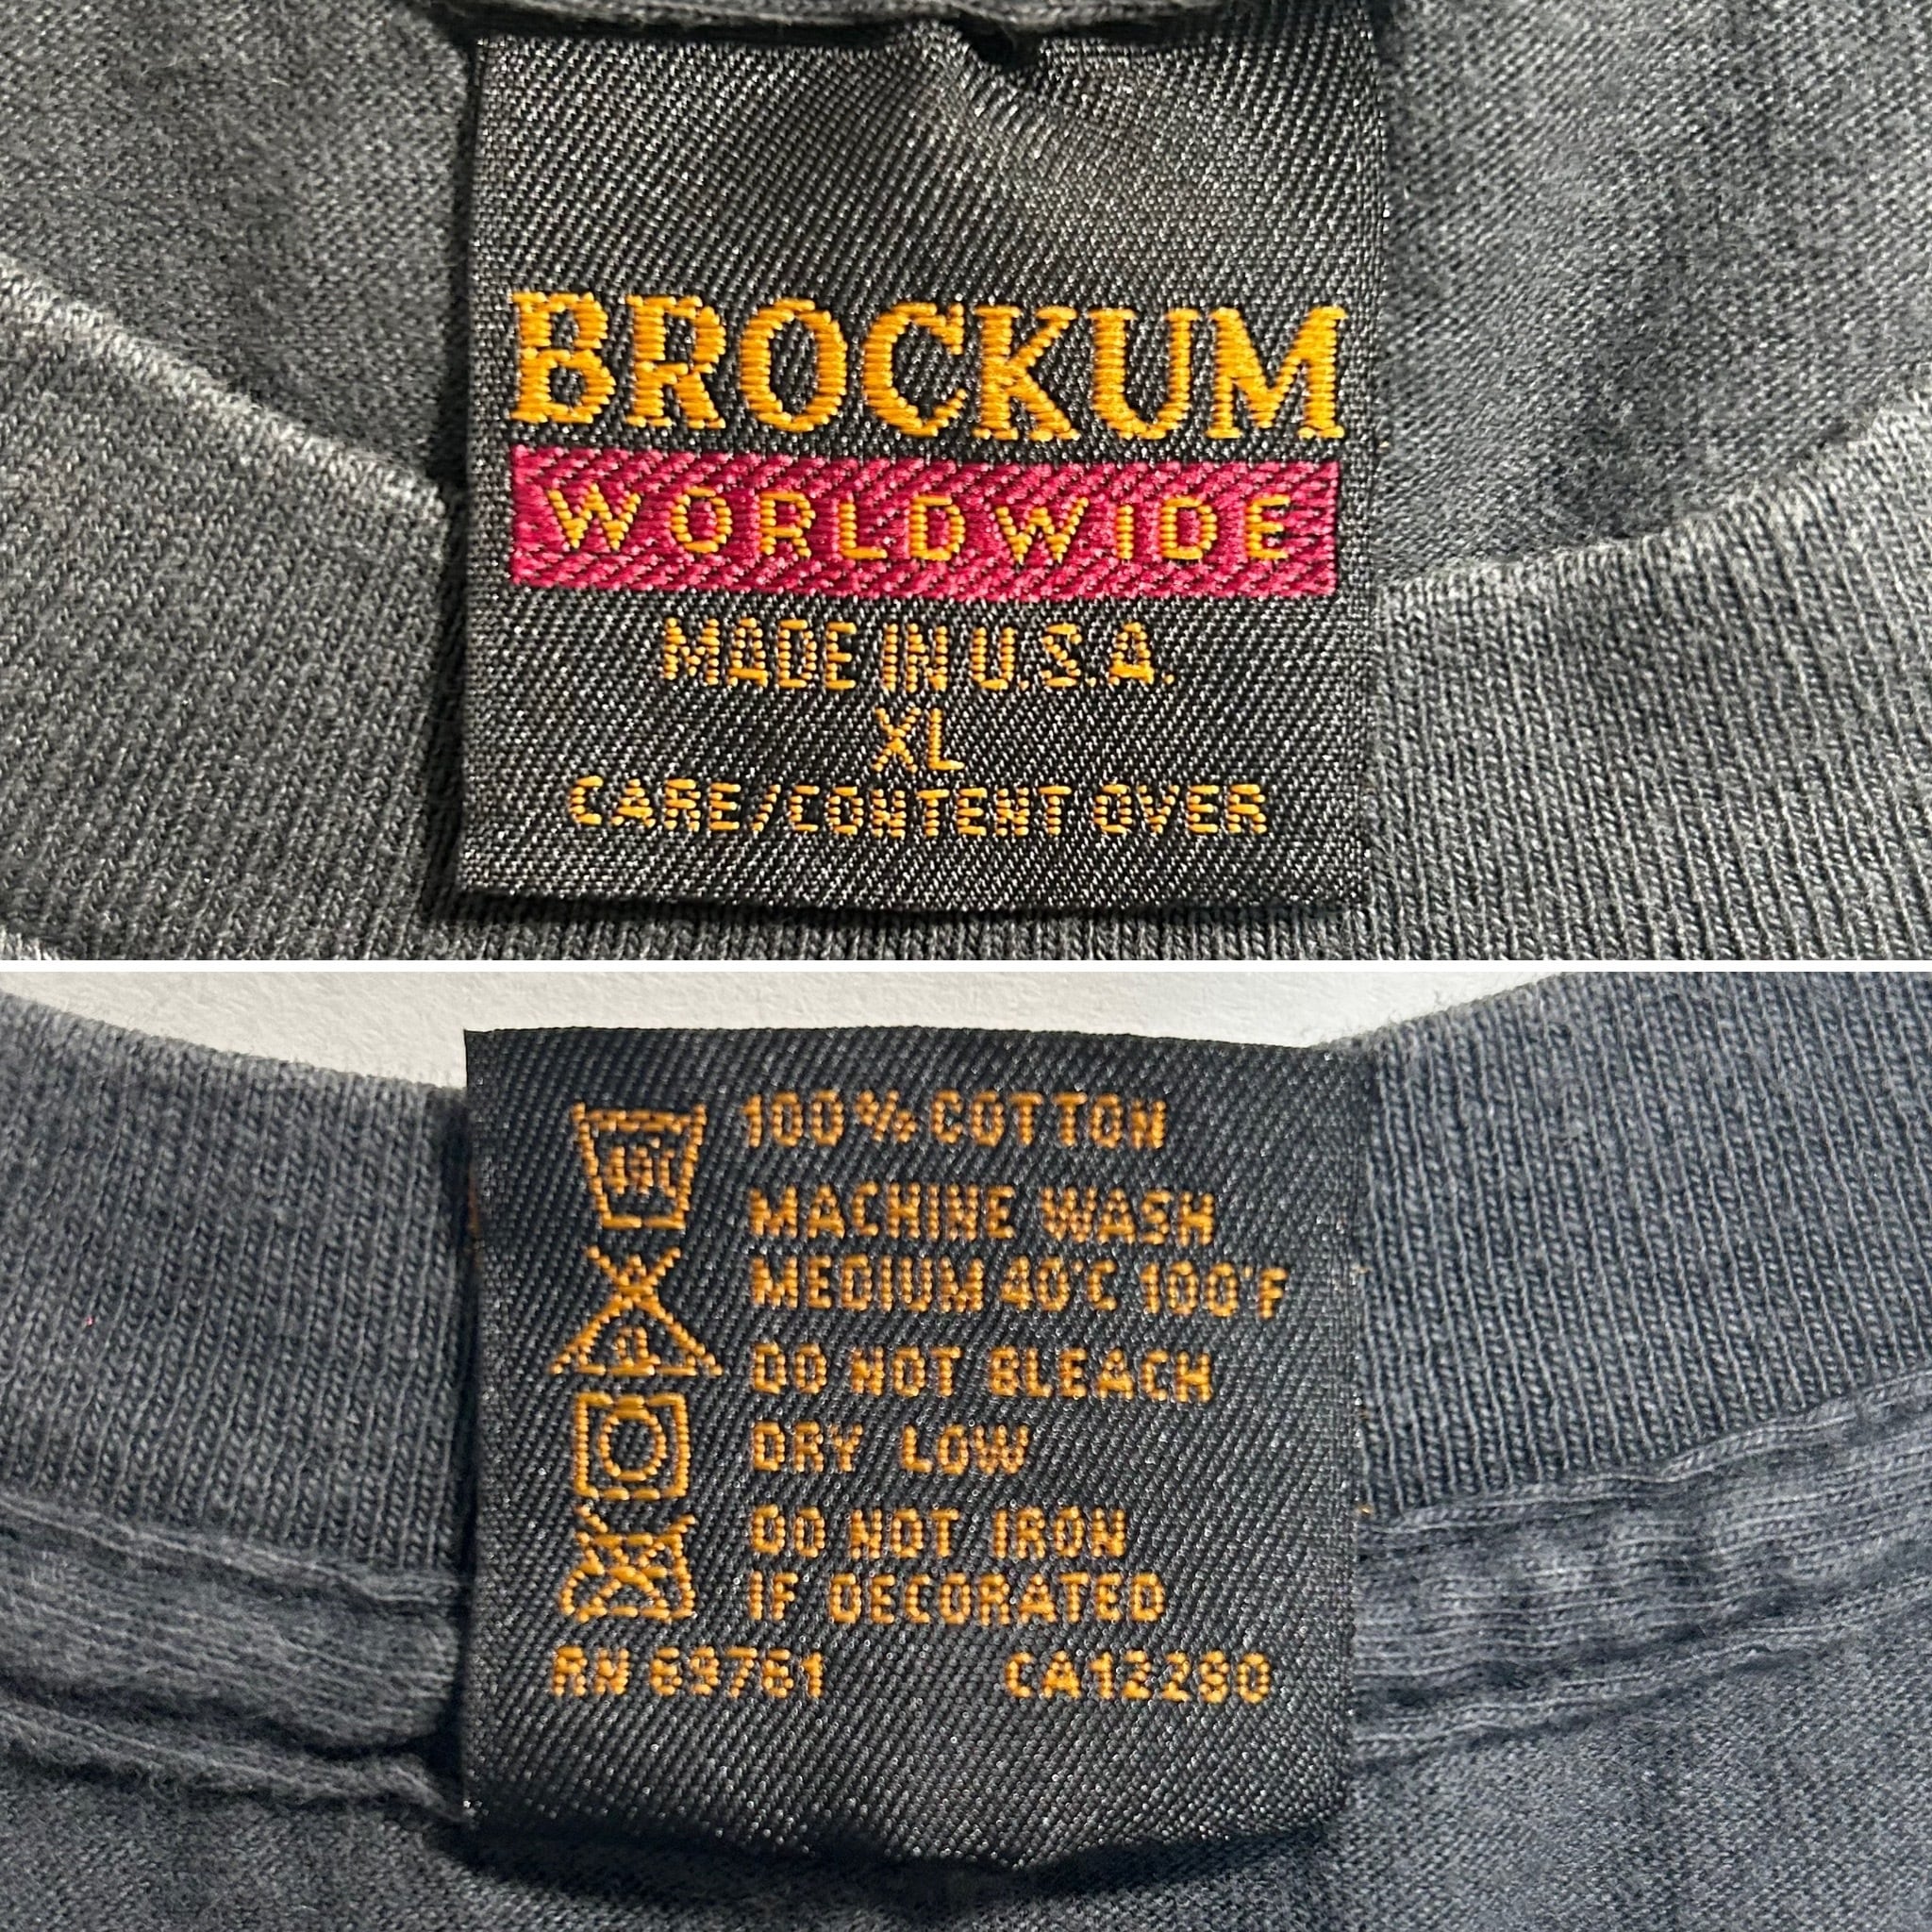 BROCKUM
WORLDWIDE
MADE IN U.S.A.
XL
CARE/CONTENT OVER
40C
100% COTTON
MACHINE WASH
MEDIUM 40°C 100°F
DO NOT BLEACH
DRY LOW
DO NOT IRON
IF DECORATED
RN 69761 CA12280